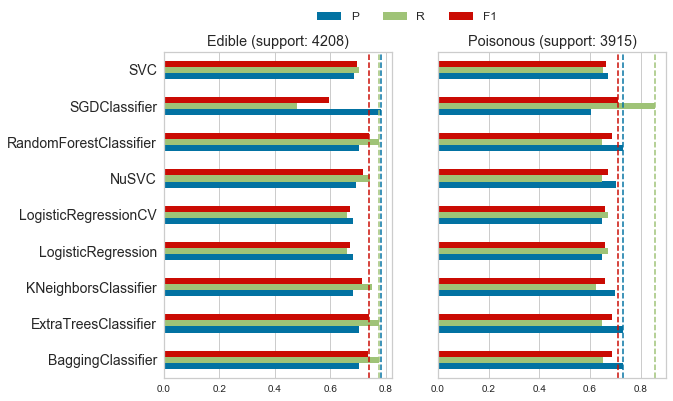 P R F1
Edible (support: 4208) Poisonous (support: 3915)
SVC
SGDClassifier
RandomForestClassifier
NuSVC
LogisticRegressionCV
LogisticRegression
KNeighborsClassifier
ExtraTreesClassifier
BaggingClassifier
0.0 0.2 0.4 0.6 0.8 0.0 0.2 0.4 0.6 0.8